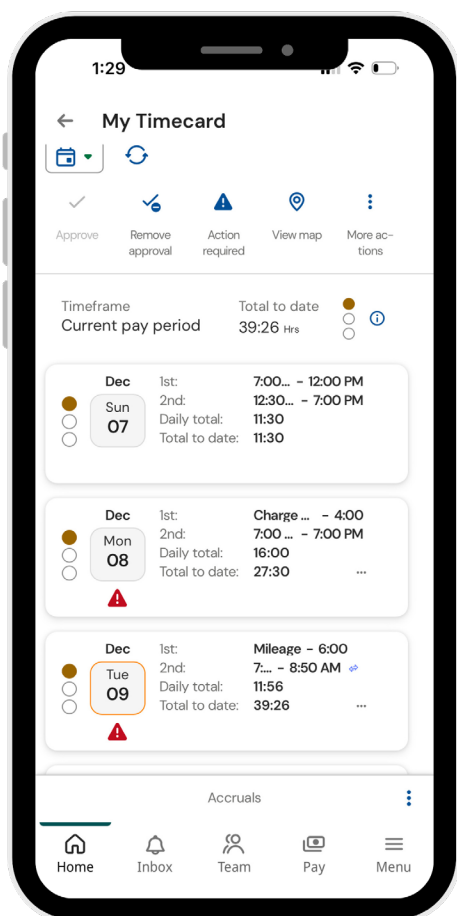 1:29
My Timecard
Approve
Remove
approval
Action
required
View map
More ac-
tions
Timeframe
Current pay period
Total to date
39:26 Hrs
Dec
Sun
07
1st: 7:00... - 12:00 PM
2nd: 12:30... - 7:00 PM
Daily total: 11:30
Total to date: 11:30
Dec
Mon
08
1st: Charge ... - 4:00
2nd: 7:00 ... - 7:00 PM
Daily total: 16:00
Total to date: 27:30 ...
Dec
Tue
09
1st: Mileage - 6:00
2nd: 7:... - 8:50 AM
Daily total: 11:56
Total to date: 39:26 ...
Accruals
Home
Inbox
Team
Pay
Menu